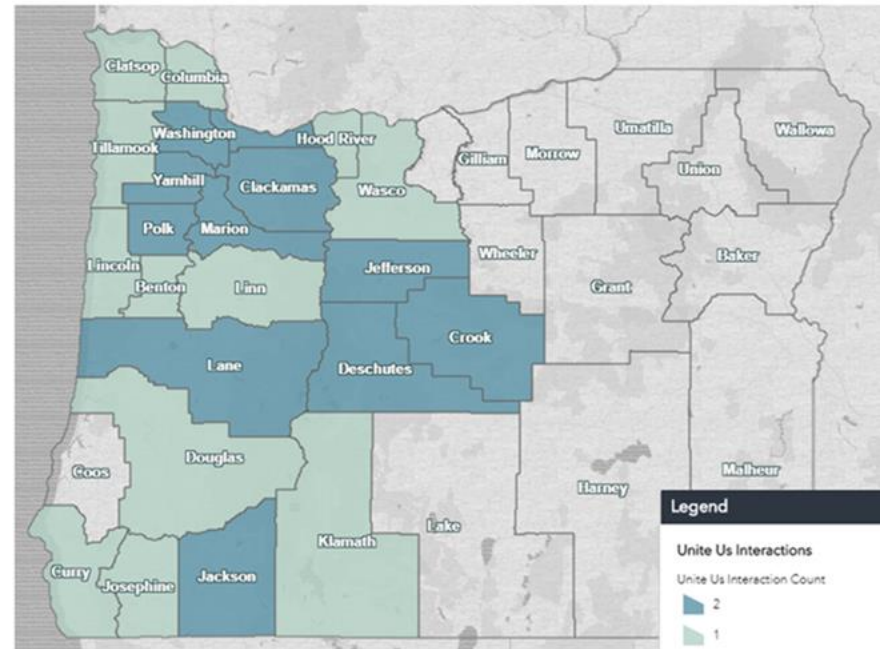 Clatsop
Columbia
Tillamook
Washington
Hood River
Gilliam
Morrow
Umatilla
Wallowa
Union
Yamhill
Clackamas
Wasco
Polk
Marion
Wheeler
Baker
Lincoln
Benton
Linn
Jefferson
Grant
Lane
Deschutes
Crook
Coos
Douglas
Malheur
Harney
Lake
Klamath
Curry
Josephine
Jackson
Legend
Unite Us Interactions
Unite Us Interaction Count
2
1